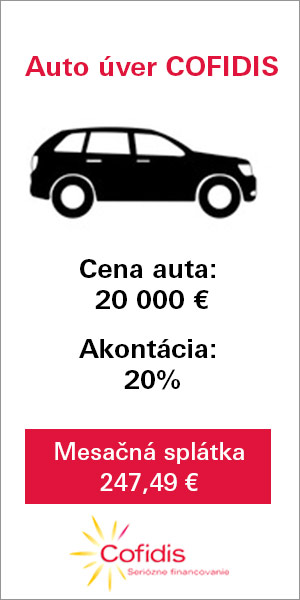 Auto úver COFIDIS
Cena auta:
20 000 €
Akontácia:
20%
Mesačná splátka
247,49 €
Cofidis
Seriózne financovanie